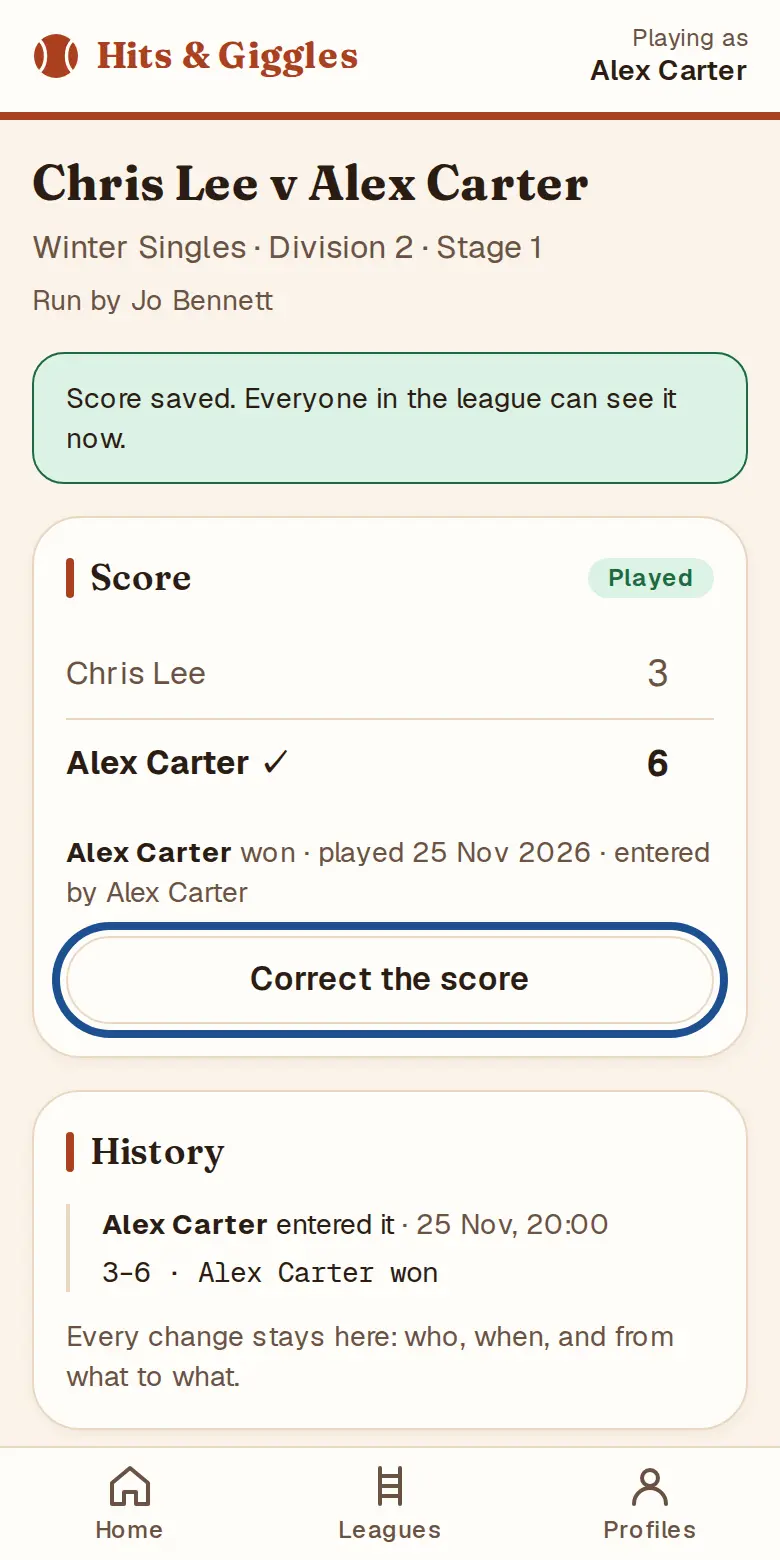 Hits & Giggles
Playing as
Alex Carter
Chris Lee v Alex Carter
Winter Singles · Division 2 · Stage 1
Run by Jo Bennett
Score saved. Everyone in the league can see it
now.
Score
Played
Chris Lee 3
Alex Carter ✓ 6
Alex Carter won · played 25 Nov 2026 · entered
by Alex Carter
Correct the score
History
Alex Carter entered it · 25 Nov, 20:00
3–6 · Alex Carter won
Every change stays here: who, when, and from
what to what.
Home
Leagues
Profiles